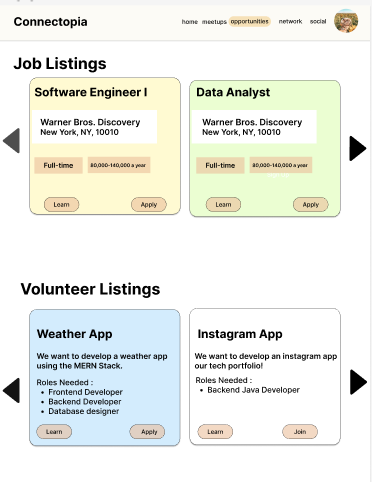 Connectopia
home meetups opportunities network social
Job Listings
Software Engineer I
Warner Bros. Discovery
New York, NY, 10010
Full-time
80,000-140,000 a year
Learn
Apply
Data Analyst
Warner Bros. Discovery
New York, NY, 10010
Full-time
80,000-140,000 a year
Learn
Apply
Volunteer Listings
Weather App
We want to develop a weather app
using the MERN Stack.
Roles Needed :
• Frontend Developer
• Backend Developer
• Database designer
Learn
Apply
Instagram App
We want to develop an instagram app
our tech portfolio!
Roles Needed :
• Backend Java Developer
Learn
Join